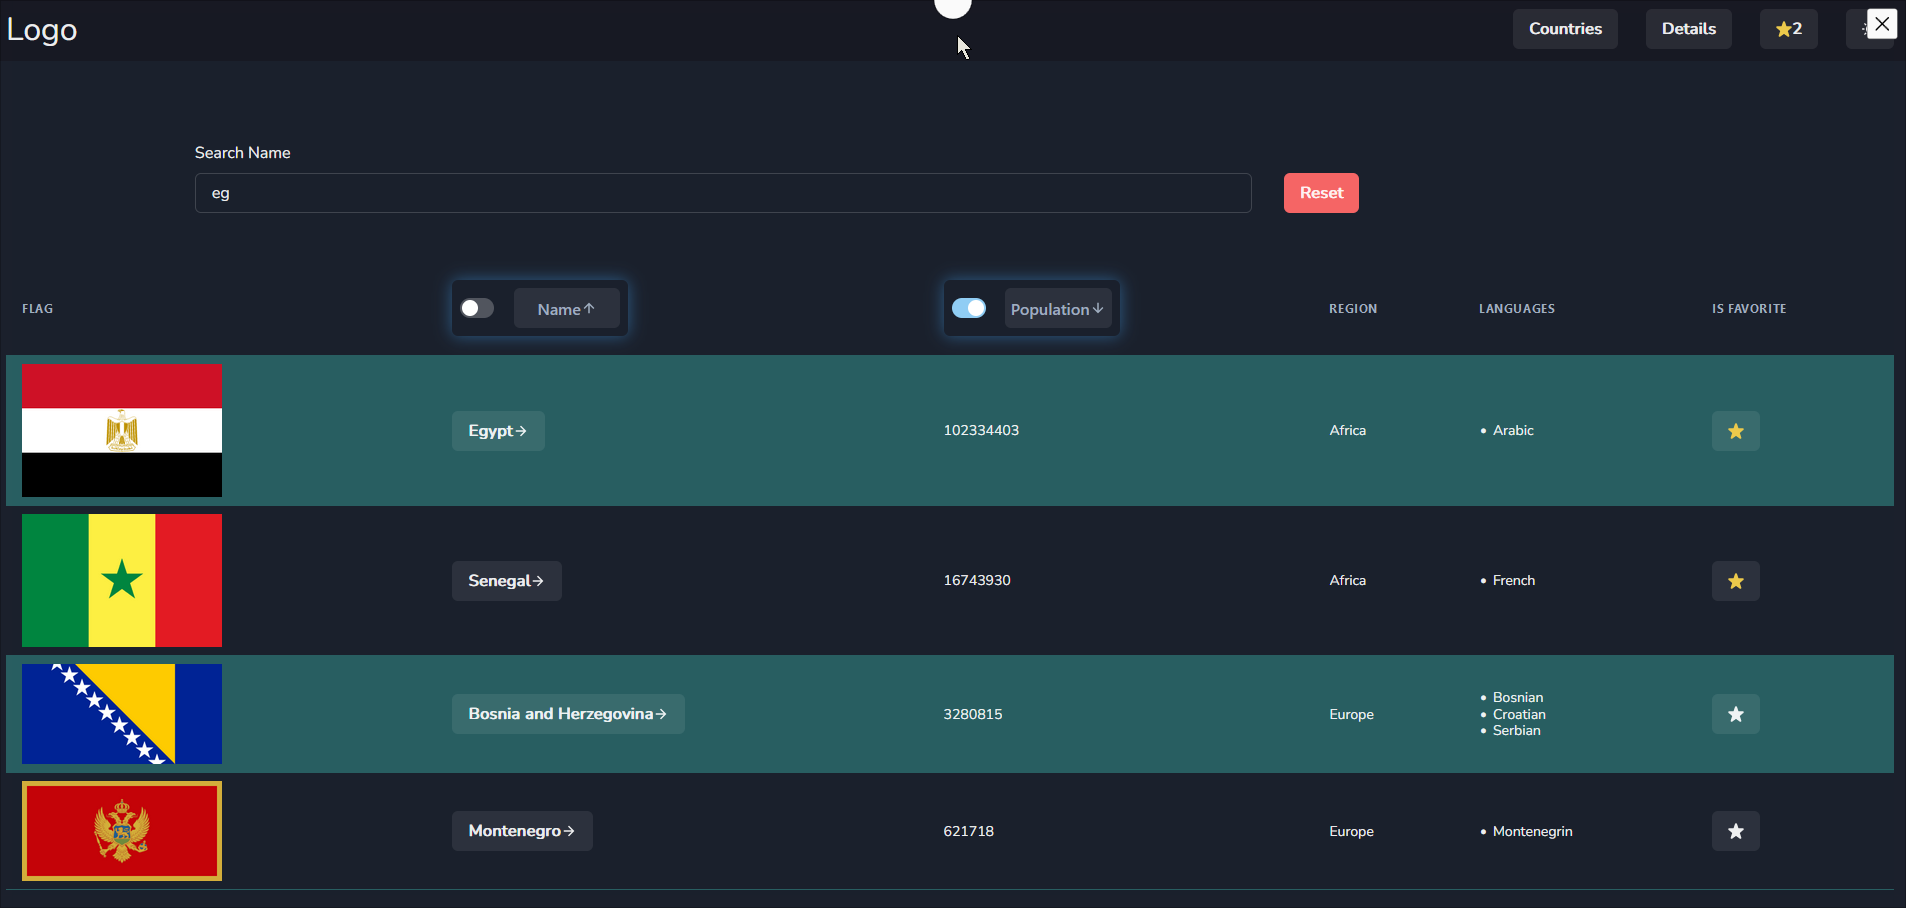 Logo
Countries
Details
2
Search Name
eg
Reset
FLAG
Name↑
Population↓
REGION
LANGUAGES
IS FAVORITE
Egypt→
102334403
Africa
• Arabic
Senegal→
16743930
Africa
• French
Bosnia and Herzegovina→
3280815
Europe
• Bosnian
• Croatian
• Serbian
Montenegro→
621718
Europe
• Montenegrin